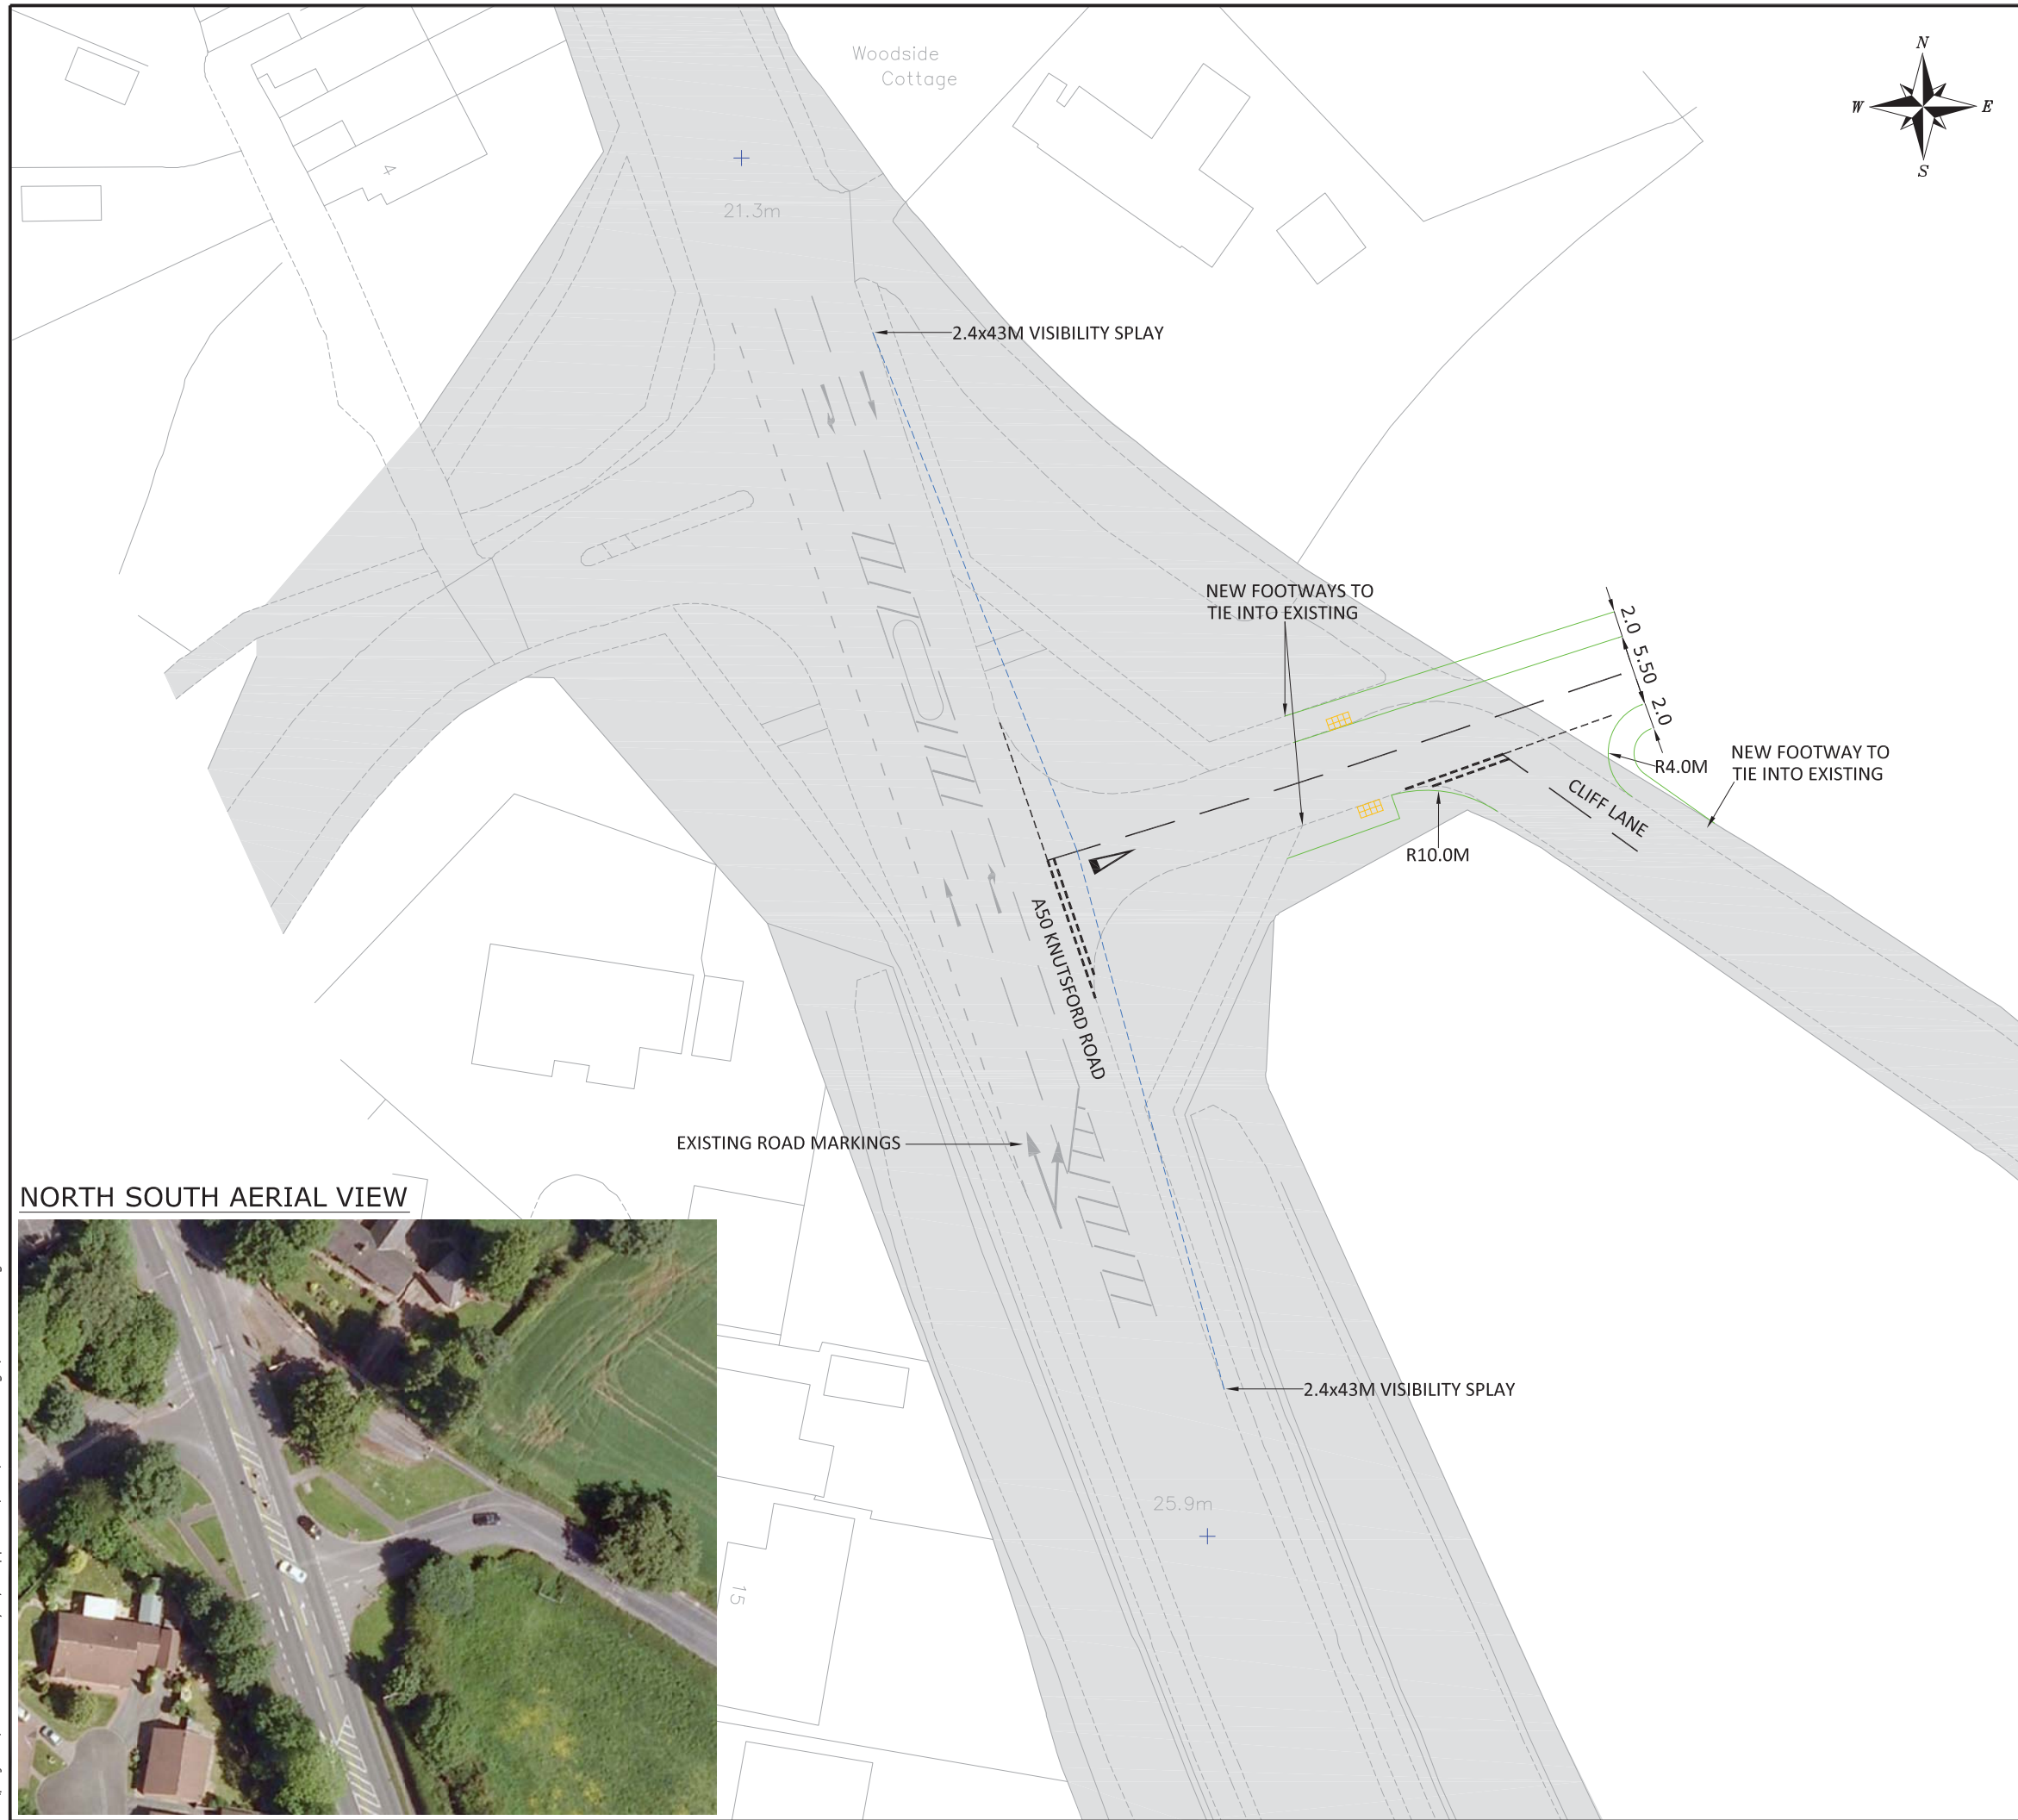 Woodside
Cottage
N
W
E
S
4
21.3m
2.4x43M VISIBILITY SPLAY
NEW FOOTWAYS TO
TIE INTO EXISTING
2.0
5.50
2.0
R4.0M
NEW FOOTWAY TO
TIE INTO EXISTING
CLIFF LANE
R10.0M
A50 KNUTSFORD ROAD
EXISTING ROAD MARKINGS
NORTH SOUTH AERIAL VIEW
2.4x43M VISIBILITY SPLAY
25.9m
15